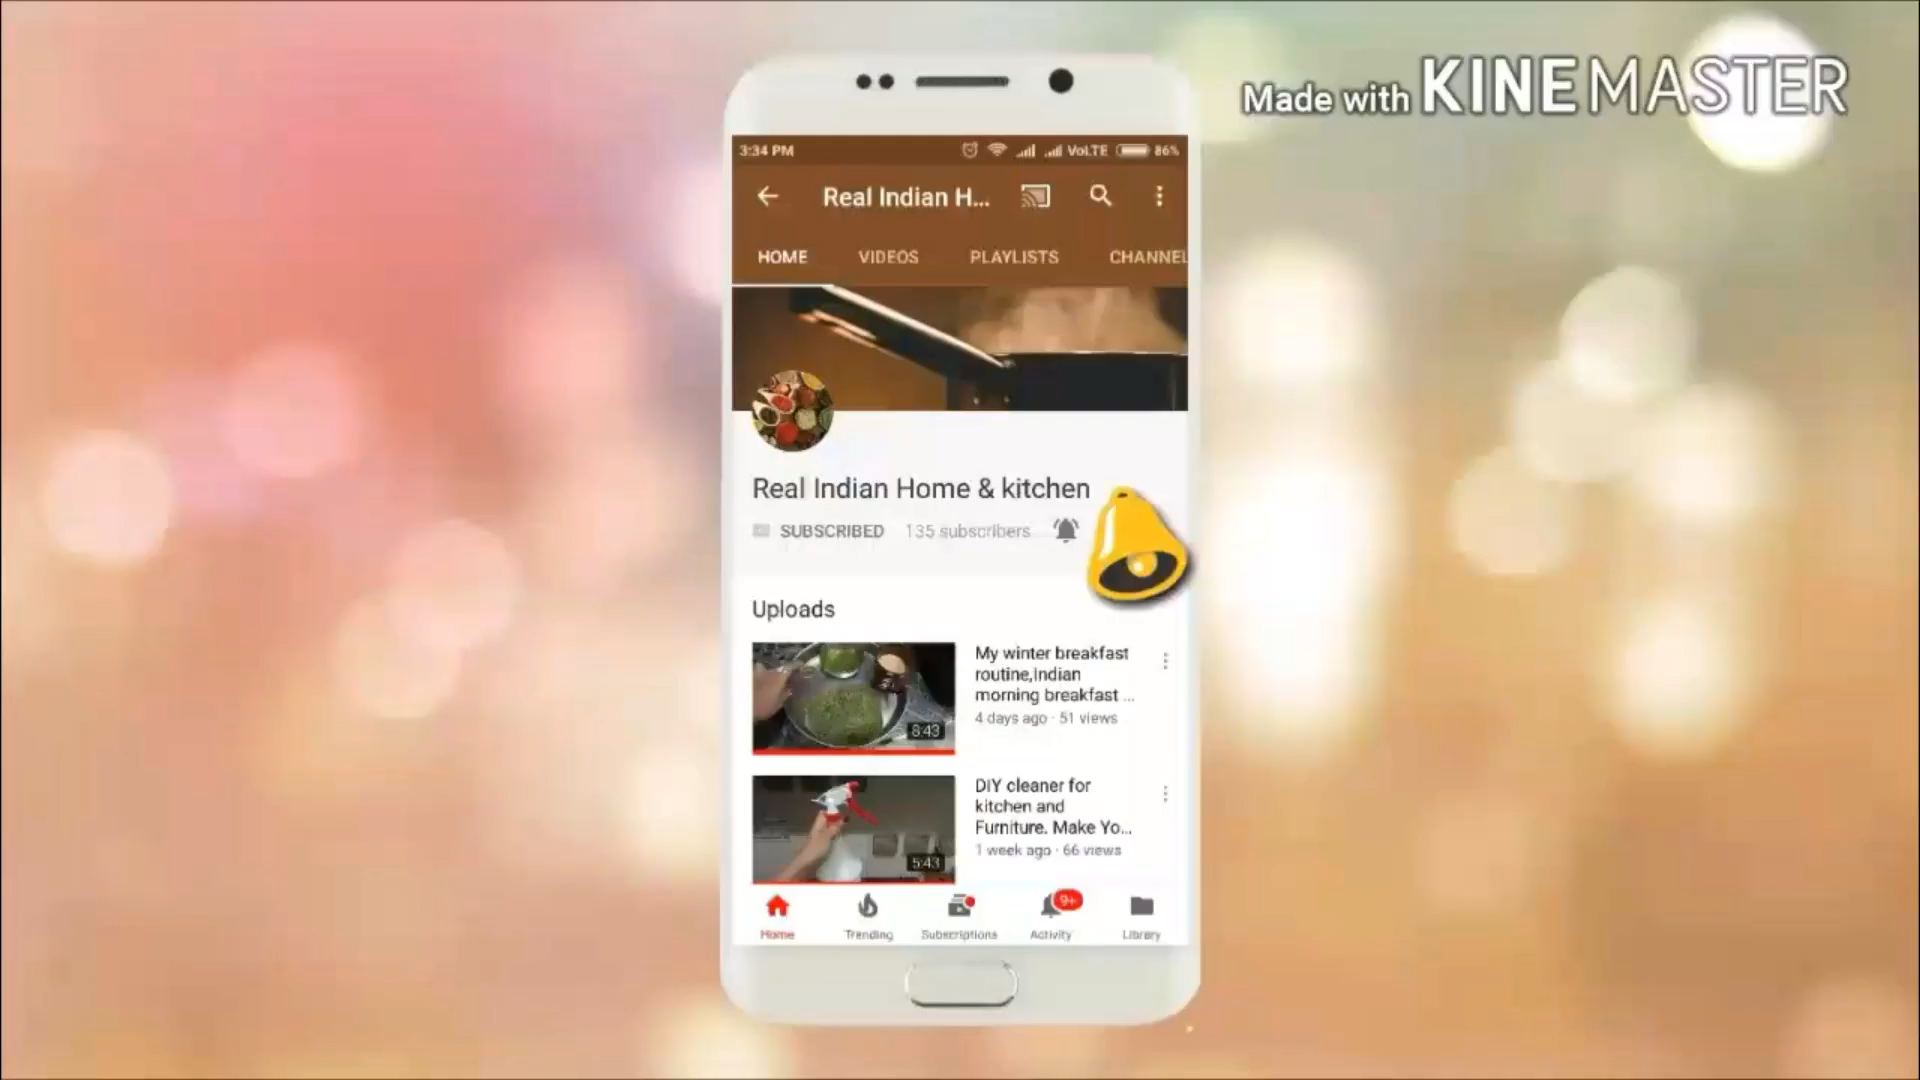 Made with KINEMASTER
3:34 PM VoLTE 86%
Real Indian H...
HOME VIDEOS PLAYLISTS CHANNEL
Real Indian Home & kitchen
SUBSCRIBED 135 subscribers
Uploads
My winter breakfast
routine,Indian
morning breakfast ...
4 days ago · 51 views
8:43
DIY cleaner for
kitchen and
Furniture. Make Yo...
1 week ago · 66 views
5:43
9+
Home Trending Subscriptions Activity Library